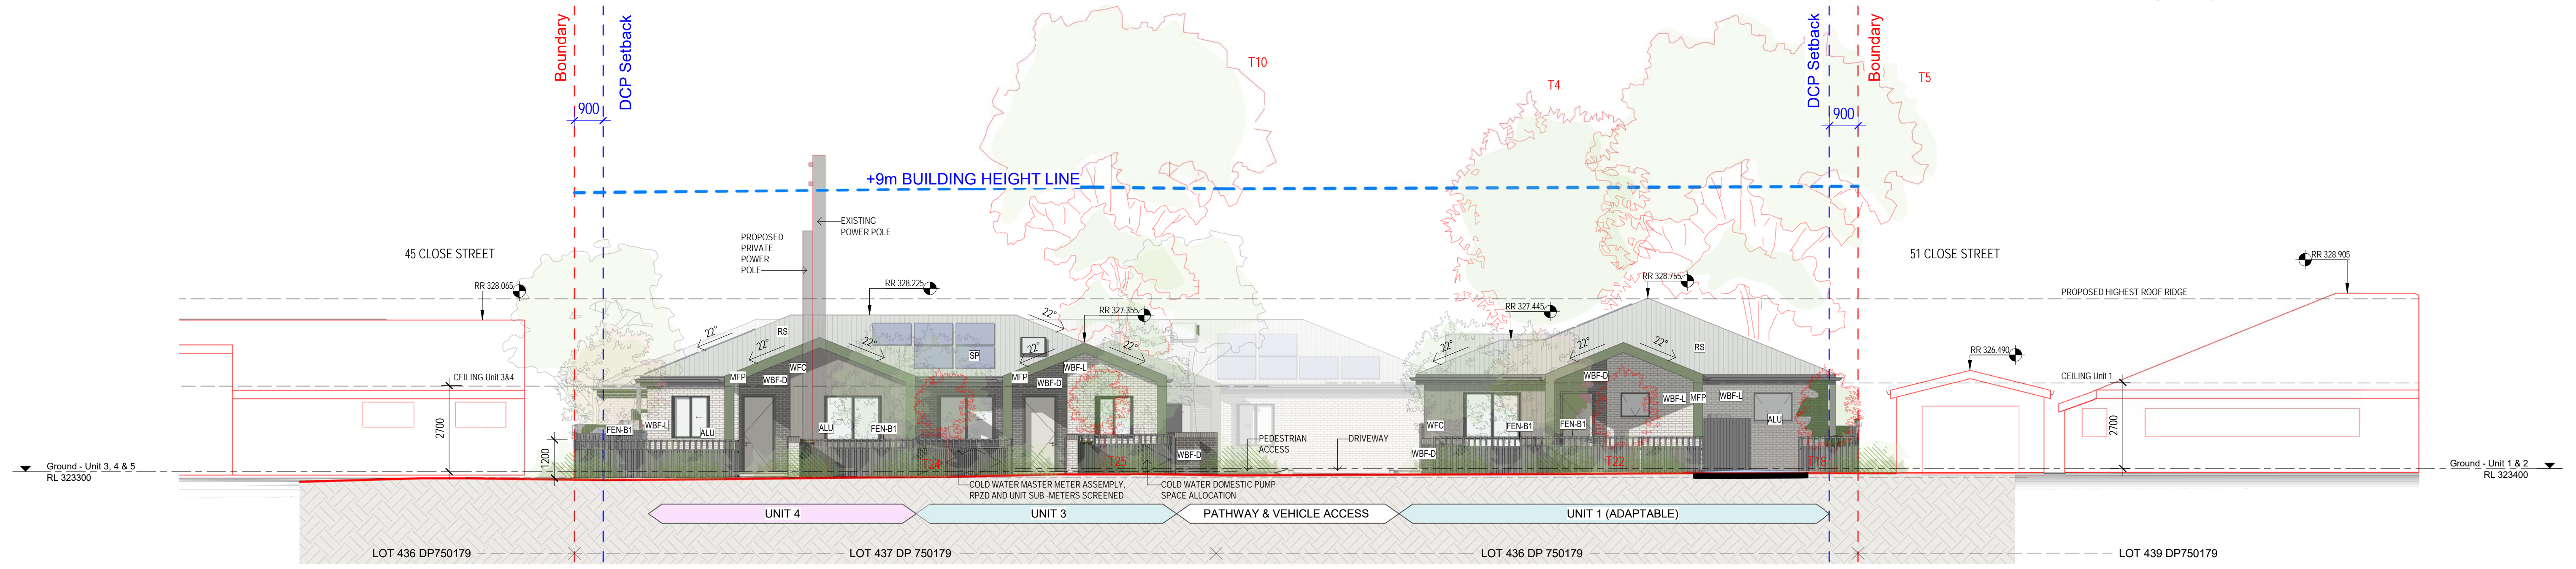 Boundary
DCP Setback
900
T10
T4
DCP Setback
Boundary
T5
900
+9m BUILDING HEIGHT LINE
EXISTING
POWER POLE
PROPOSED
PRIVATE
POWER
POLE
45 CLOSE STREET
51 CLOSE STREET
RR 328.065
RR 328.225
RR 327.355
RR 327.445
RR 328.755
RR 328.905
PROPOSED HIGHEST ROOF RIDGE
22°
RS
22°
22°
22°
22°
22°
SP
22°
22°
22°
RS
RR 326.490
CEILING Unit 3&4
CEILING Unit 1
MFP
WBF-D
WFC
MFP
WBF-D
WBF-L
WBF-D
WBF-L
MFP
WBF-L
2700
FEN-B1
WBF-L
ALU
ALU
FEN-B1
WFC
FEN-B1
FEN-B1
ALU
2700
1200
WBF-D
WBF-D
PEDESTRIAN
ACCESS
DRIVEWAY
T24
T25
T22
T18
Ground - Unit 3, 4 & 5
RL 323300
Ground - Unit 1 & 2
RL 323400
COLD WATER MASTER METER ASSEMPLY,
RPZD AND UNIT SUB -METERS SCREENED
COLD WATER DOMESTIC PUMP
SPACE ALLOCATION
UNIT 4
UNIT 3
PATHWAY & VEHICLE ACCESS
UNIT 1 (ADAPTABLE)
LOT 436 DP750179
LOT 437 DP 750179
LOT 436 DP 750179
LOT 439 DP750179